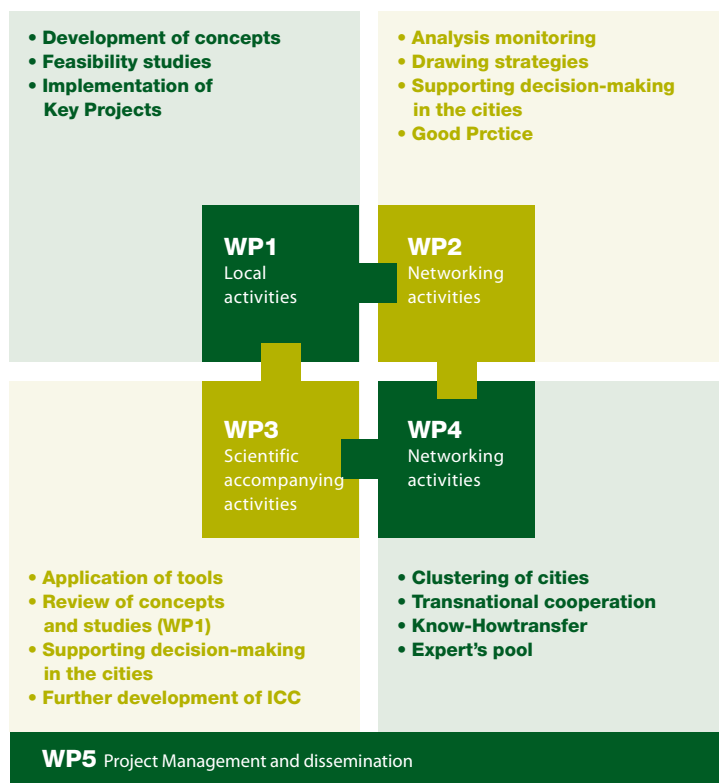 • Development of concepts
• Feasibility studies
• Implementation of
Key Projects
• Analysis monitoring
• Drawing strategies
• Supporting decision-making
in the cities
• Good Prctice
WP1
Local
activities
WP2
Networking
activities
WP3
Scientific
accompanying
activities
WP4
Networking
activities
• Application of tools
• Review of concepts
and studies (WP1)
• Supporting decision-making
in the cities
• Further development of ICC
• Clustering of cities
• Transnational cooperation
• Know-Howtransfer
• Expert’s pool
WP5 Project Management and dissemination